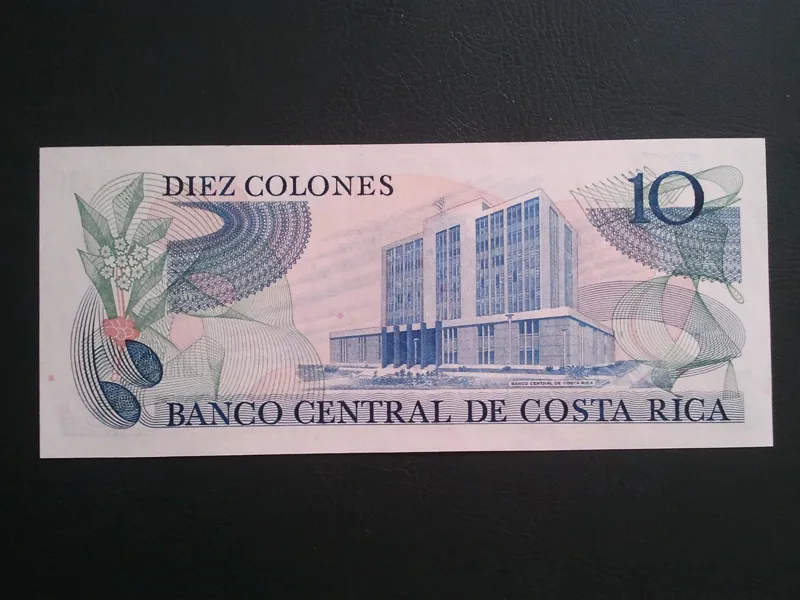 DIEZ COLONES
10
BANCO CENTRAL DE COSTA RICA
BANCO CENTRAL DE COSTA RICA